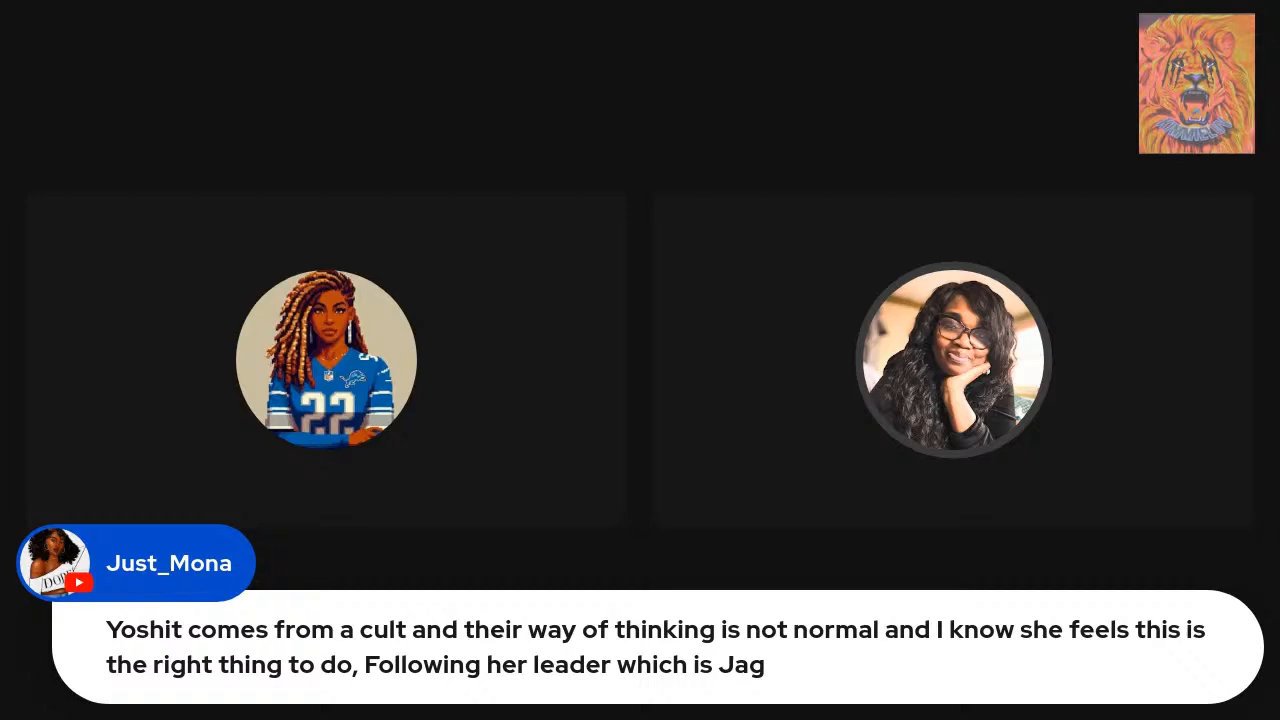 22
Just_Mona
Yoshit comes from a cult and their way of thinking is not normal and I know she feels this is
the right thing to do, Following her leader which is Jag